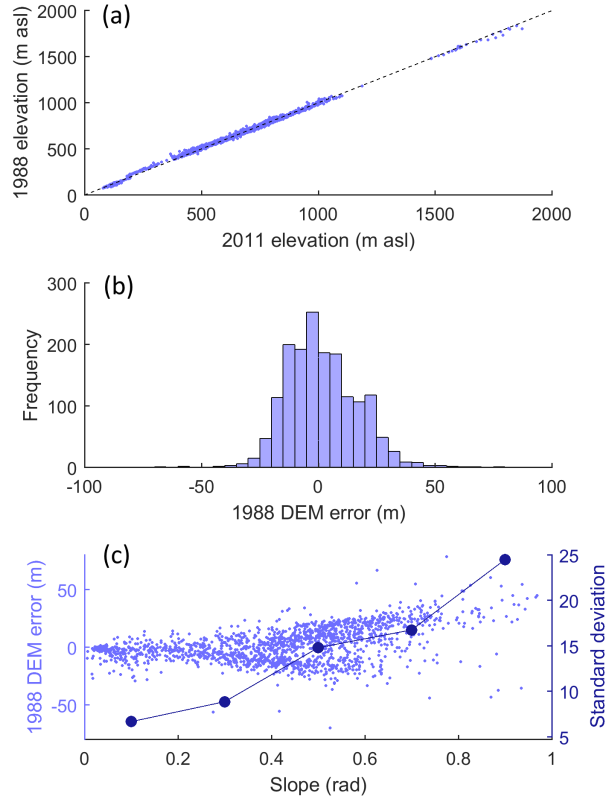 (a)
1988 elevation (m asl)
2000
1500
1000
500
0
0 500 1000 1500 2000
2011 elevation (m asl)
(b)
Frequency
300
200
100
0
-100 -50 0 50 100
1988 DEM error (m)
(c)
1988 DEM error (m)
50
0
-50
Standard deviation
25
20
15
10
5
0 0.2 0.4 0.6 0.8 1
Slope (rad)